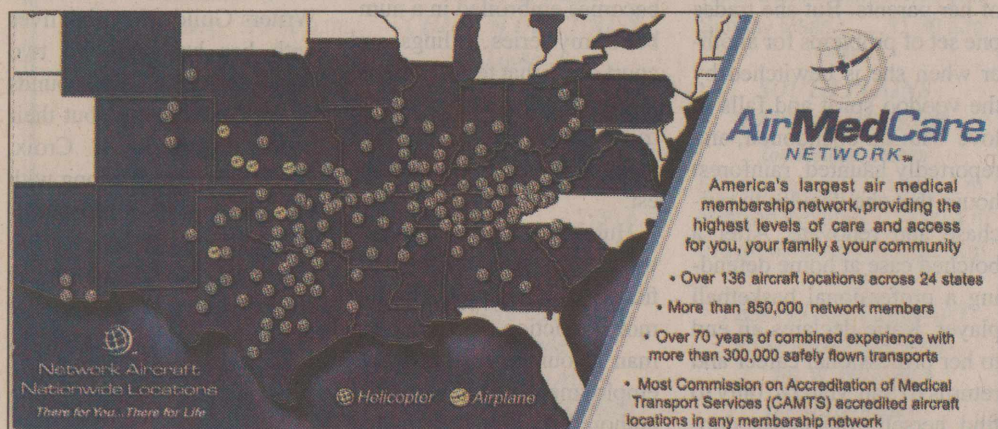 Network Aircraft
Nationwide Locations
There for You...There for Life
Helicopter Airplane
AirMedCare
NETWORK™
America's largest air medical
membership network, providing the
highest levels of care and access
for you, your family & your community
• Over 136 aircraft locations across 24 states
• More than 850,000 network members
• Over 70 years of combined experience with
more than 300,000 safely flown transports
• Most Commission on Accreditation of Medical
Transport Services (CAMTS) accredited aircraft
locations in any membership network